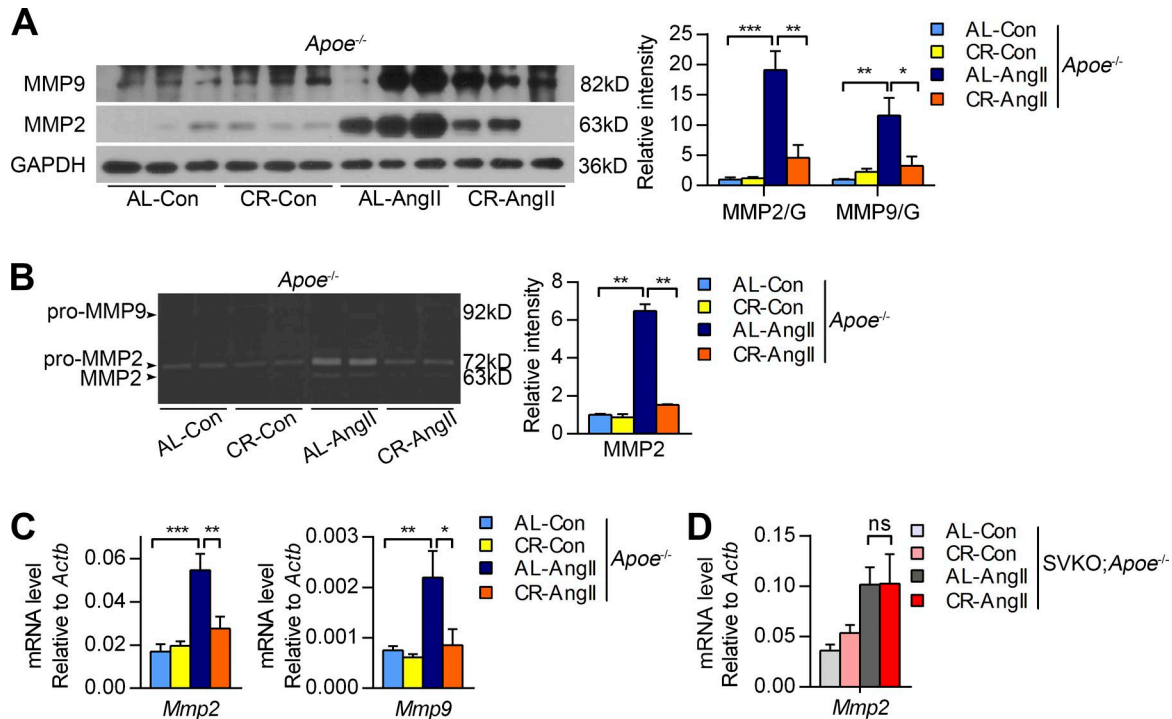 A
Apoe-/-
MMP9
82kD
MMP2
63kD
GAPDH
36kD
AL-Con
CR-Con
AL-AngII
CR-AngII
Relative intensity
25
20
15
10
5
0
*** **
** *
MMP2/G
MMP9/G
AL-Con
CR-Con
AL-AngII
CR-AngII
Apoe-/-
B
Apoe-/-
pro-MMP9
92kD
pro-MMP2
72kD
MMP2
63kD
AL-Con
CR-Con
AL-AngII
CR-AngII
Relative intensity
8
6
4
2
0
** **
MMP2
AL-Con
CR-Con
AL-AngII
CR-AngII
Apoe-/-
C
mRNA level
Relative to Actb
0.06
0.04
0.02
0.00
*** **
Mmp2
mRNA level
Relative to Actb
0.003
0.002
0.001
0.000
** *
Mmp9
AL-Con
CR-Con
AL-AngII
CR-AngII
Apoe-/-
D
mRNA level
Relative to Actb
0.15
0.10
0.05
0.00
ns
Mmp2
AL-Con
CR-Con
AL-AngII
CR-AngII
SVKO;Apoe-/-